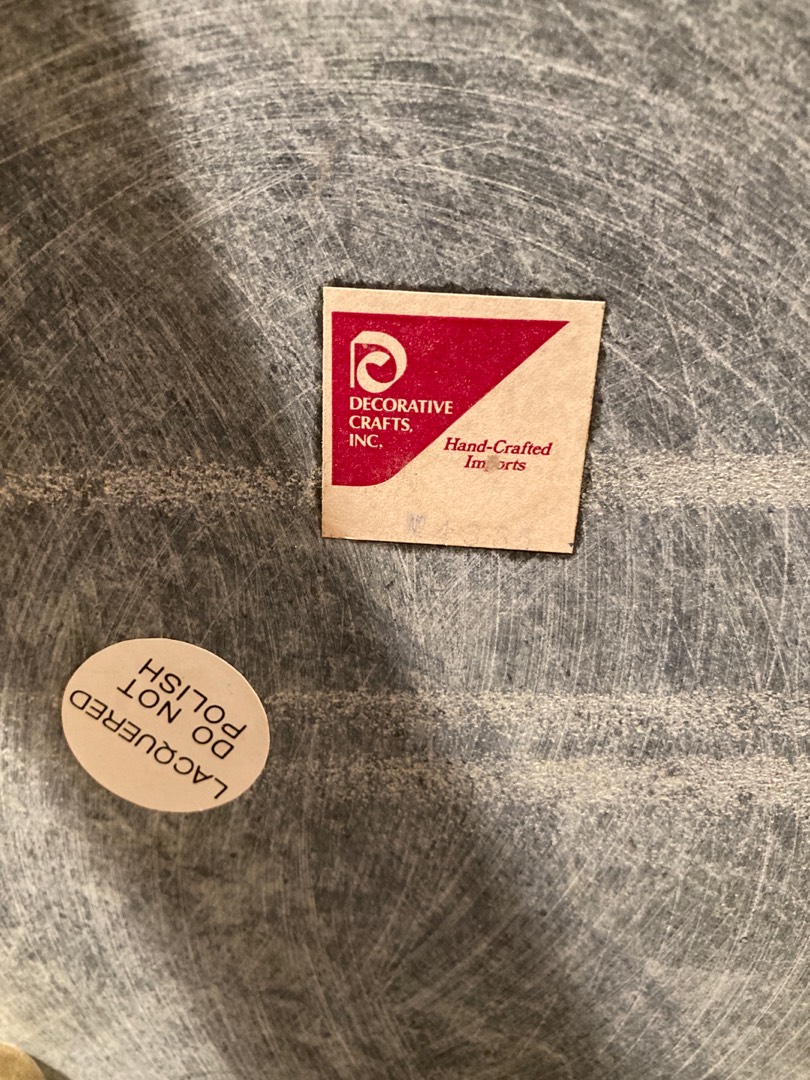 DECORATIVE
CRAFTS,
INC.
Hand-Crafted
Imports
LACQUERED
DO NOT
POLISH